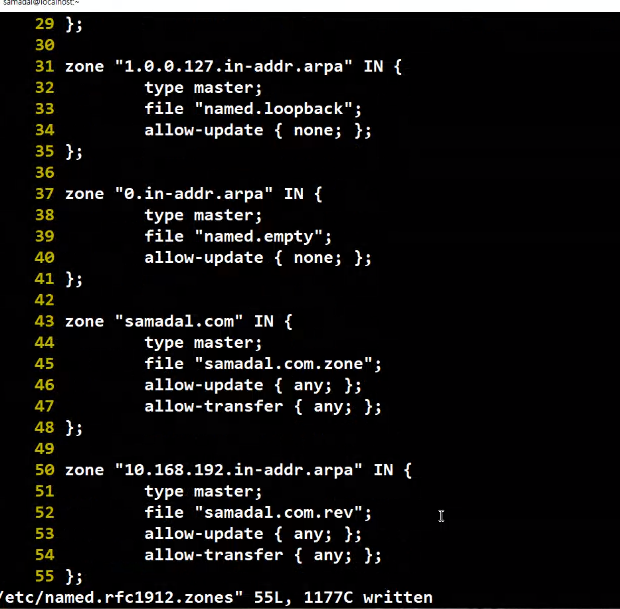 samadal@localhost:~
29 };
30
31 zone "1.0.0.127.in-addr.arpa" IN {
32         type master;
33         file "named.loopback";
34         allow-update { none; };
35 };
36
37 zone "0.in-addr.arpa" IN {
38         type master;
39         file "named.empty";
40         allow-update { none; };
41 };
42
43 zone "samadal.com" IN {
44         type master;
45         file "samadal.com.zone";
46         allow-update { any; };
47         allow-transfer { any; };
48 };
49
50 zone "10.168.192.in-addr.arpa" IN {
51         type master;
52         file "samadal.com.rev";
53         allow-update { any; };
54         allow-transfer { any; };
55 };
/etc/named.rfc1912.zones" 55L, 1177C written